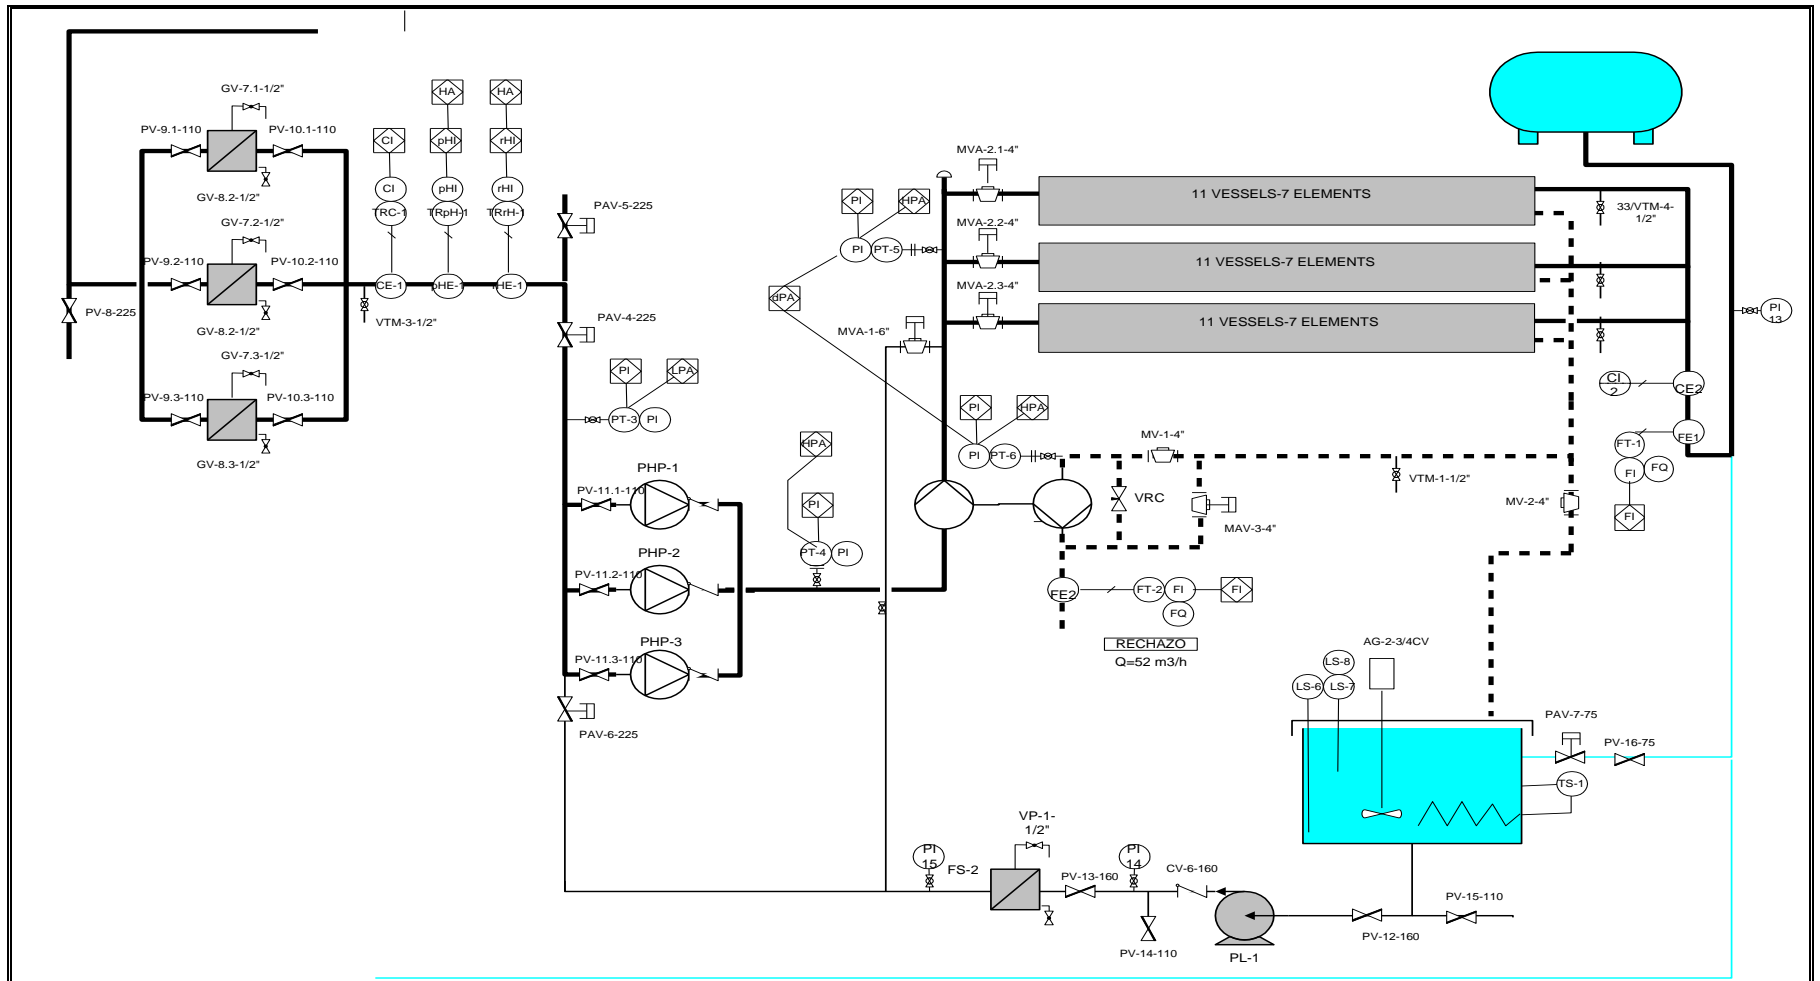 GV-7.1-1/2"
PV-9.1-110
PV-10.1-110
GV-8.2-1/2"
GV-7.2-1/2"
PV-9.2-110
PV-10.2-110
GV-8.2-1/2"
PV-8-225
GV-7.3-1/2"
PV-9.3-110
PV-10.3-110
GV-8.3-1/2"
VTM-3-1/2"
CI
CI
TRC-1
CE-1
HA
pHI
pHI
TRpH-1
pHE-1
HA
rHI
rHI
TRrH-1
rHE-1
PAV-5-225
PAV-4-225
PI
LPA
PT-3
PI
PHP-1
PV-11.1-110
PHP-2
PV-11.2-110
PHP-3
PV-11.3-110
PAV-6-225
HPA
PI
PT-4
PI
PI
HPA
PI
PT-5
dPA
MVA-1-6"
MVA-2.1-4"
MVA-2.2-4"
MVA-2.3-4"
11 VESSELS-7 ELEMENTS
11 VESSELS-7 ELEMENTS
11 VESSELS-7 ELEMENTS
33/VTM-4-
1/2"
PI
13
CI
2
CE2
FT-1
FE1
FI
FQ
FI
PI
HPA
PI
PT-6
MV-1-4"
VRC
MAV-3-4"
VTM-1-1/2"
MV-2-4"
FE2
FT-2
FI
FI
FQ
RECHAZO
Q=52 m3/h
AG-2-3/4CV
LS-8
LS-6
LS-7
PAV-7-75
PV-16-75
TS-1
VP-1-
1/2"
PI
15
FS-2
PV-13-160
PI
14
CV-6-160
PV-14-110
PL-1
PV-12-160
PV-15-110